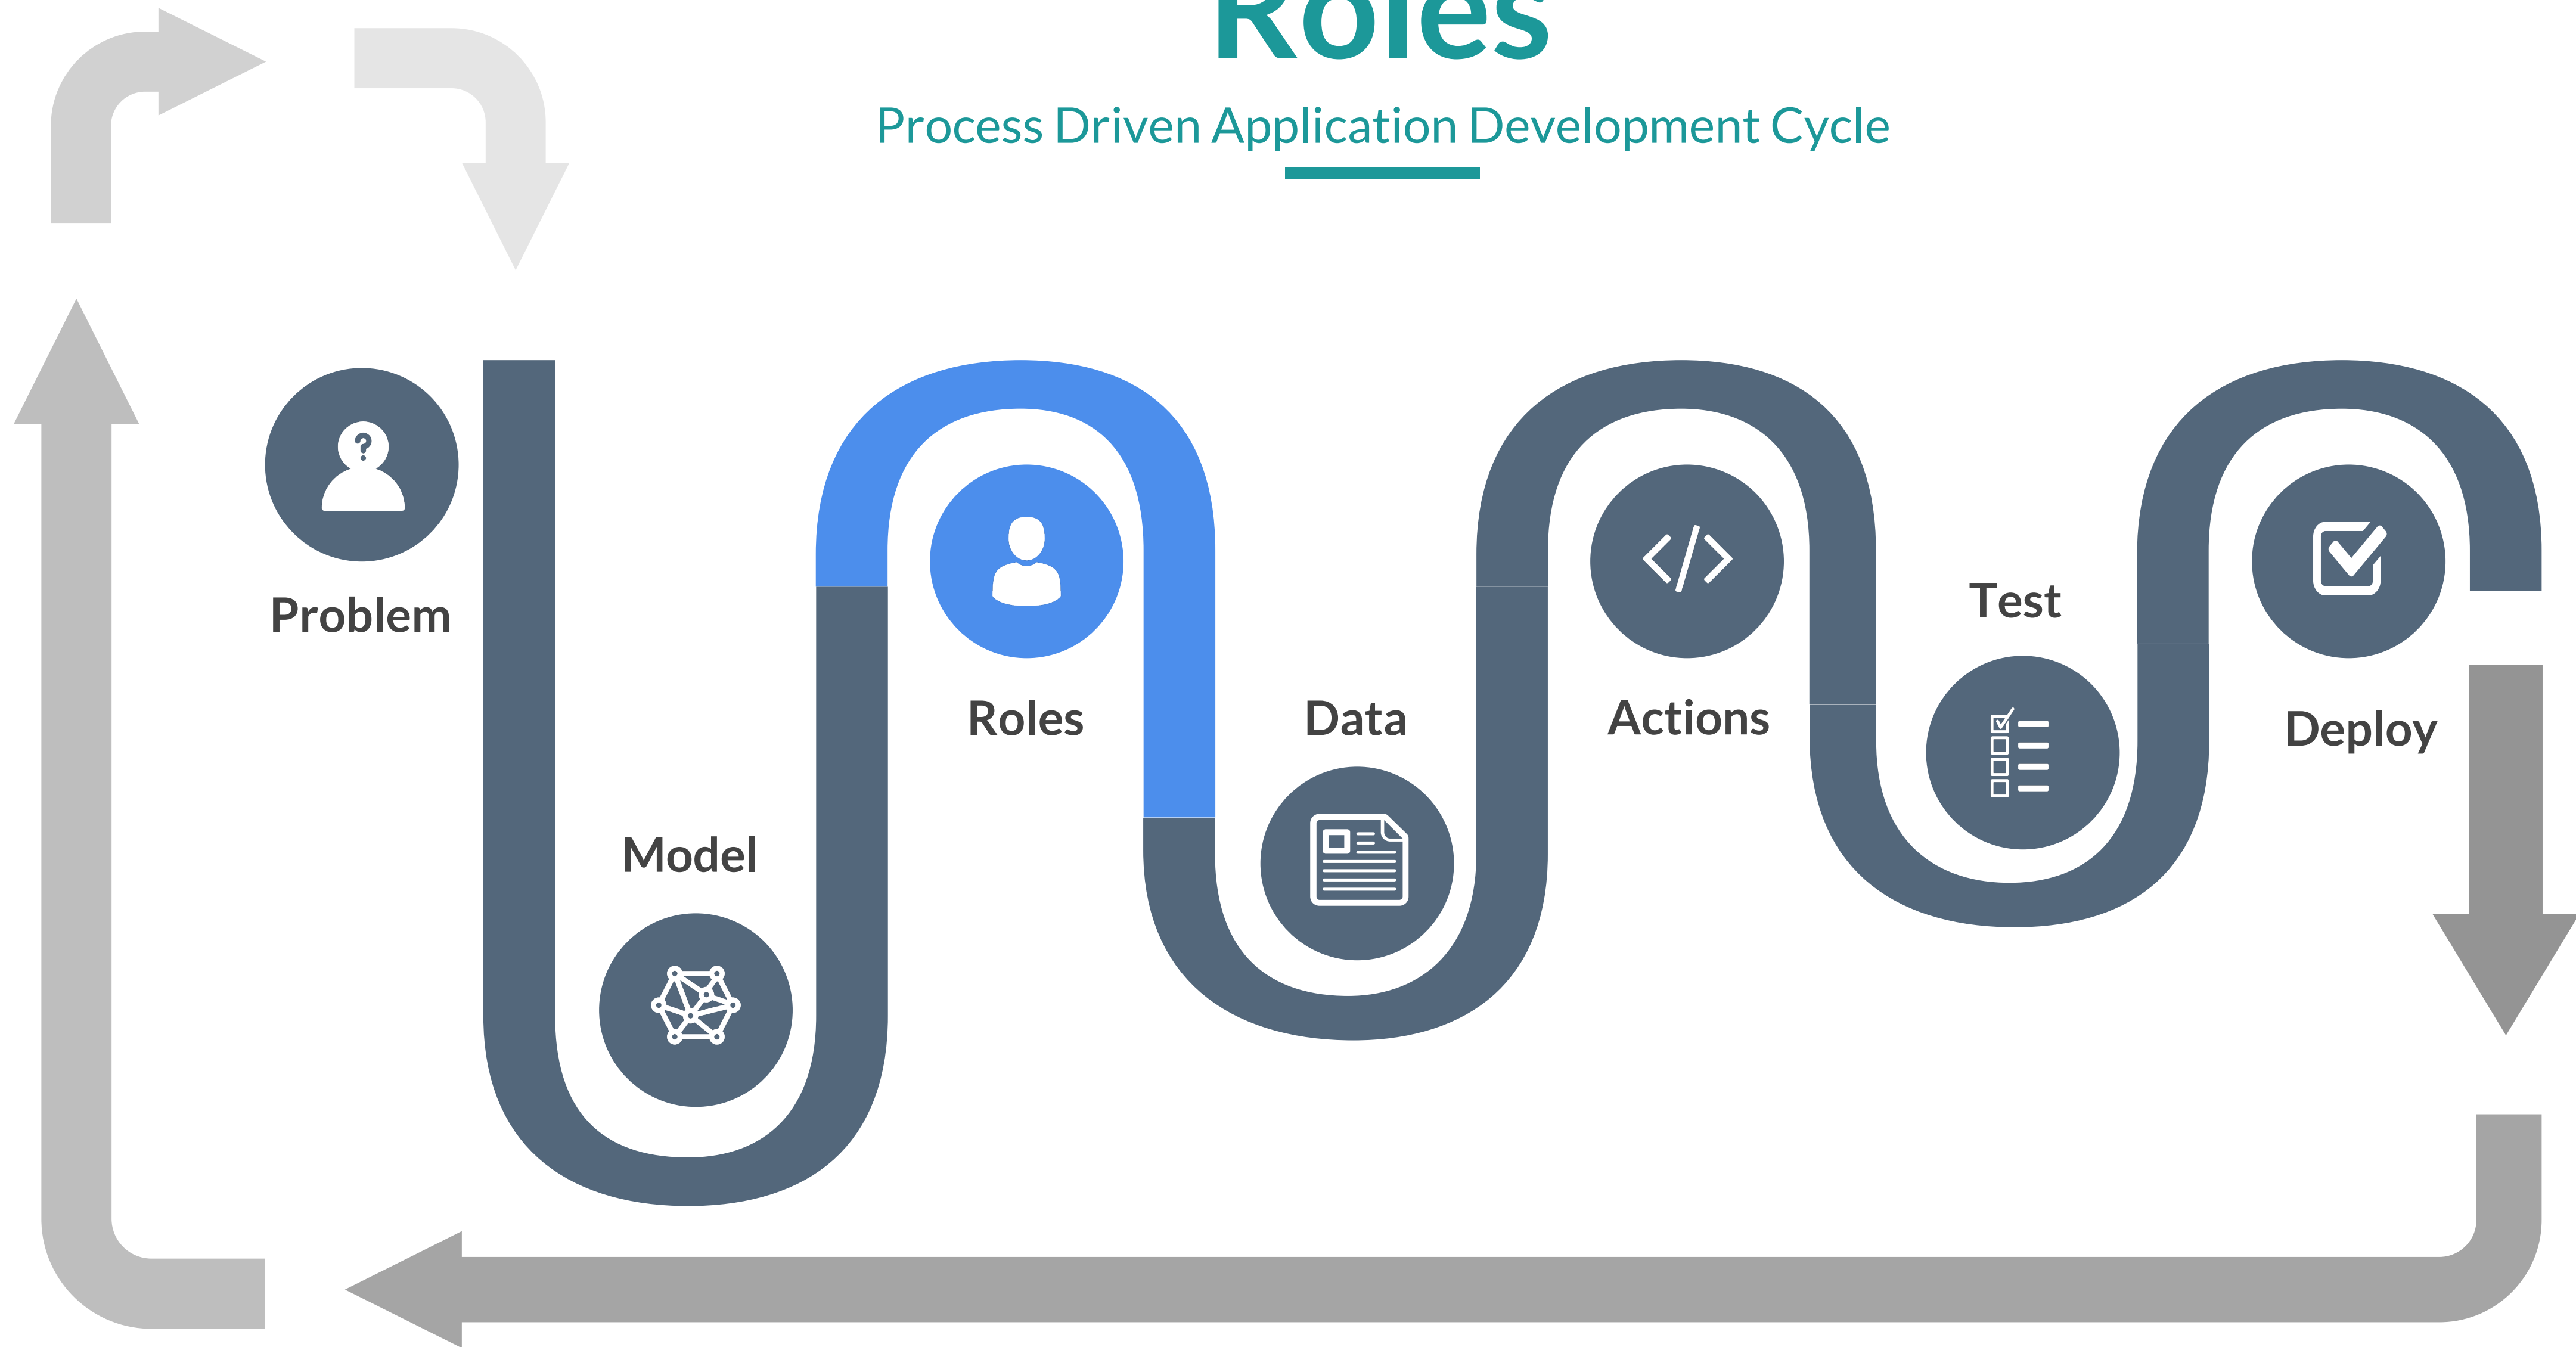 Roles
Process Driven Application Development Cycle
?
Problem
Model
Roles
Data
Actions
</>
Test
Deploy